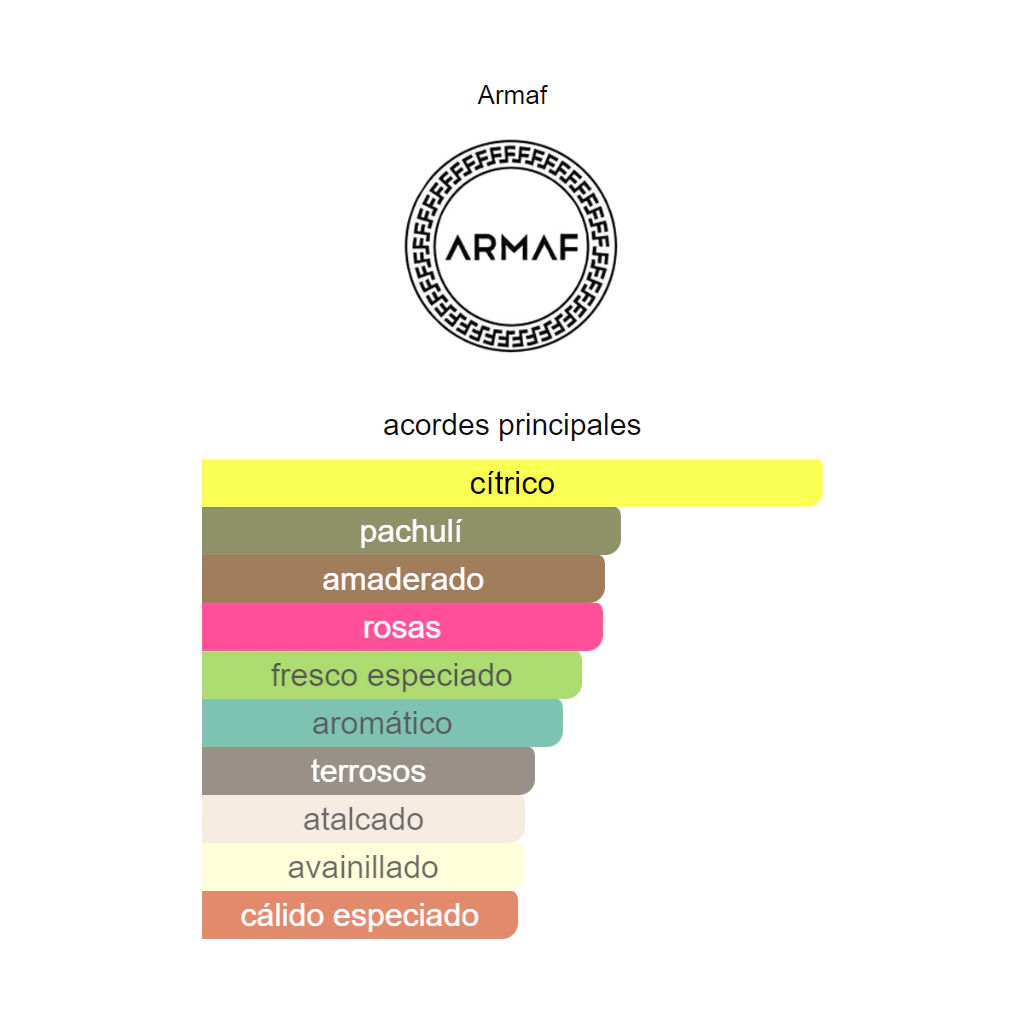 Armaf
ARMAF
acordes principales
cítrico
pachulí
amaderado
rosas
fresco especiado
aromático
terrosos
atalcado
avainillado
cálido especiado